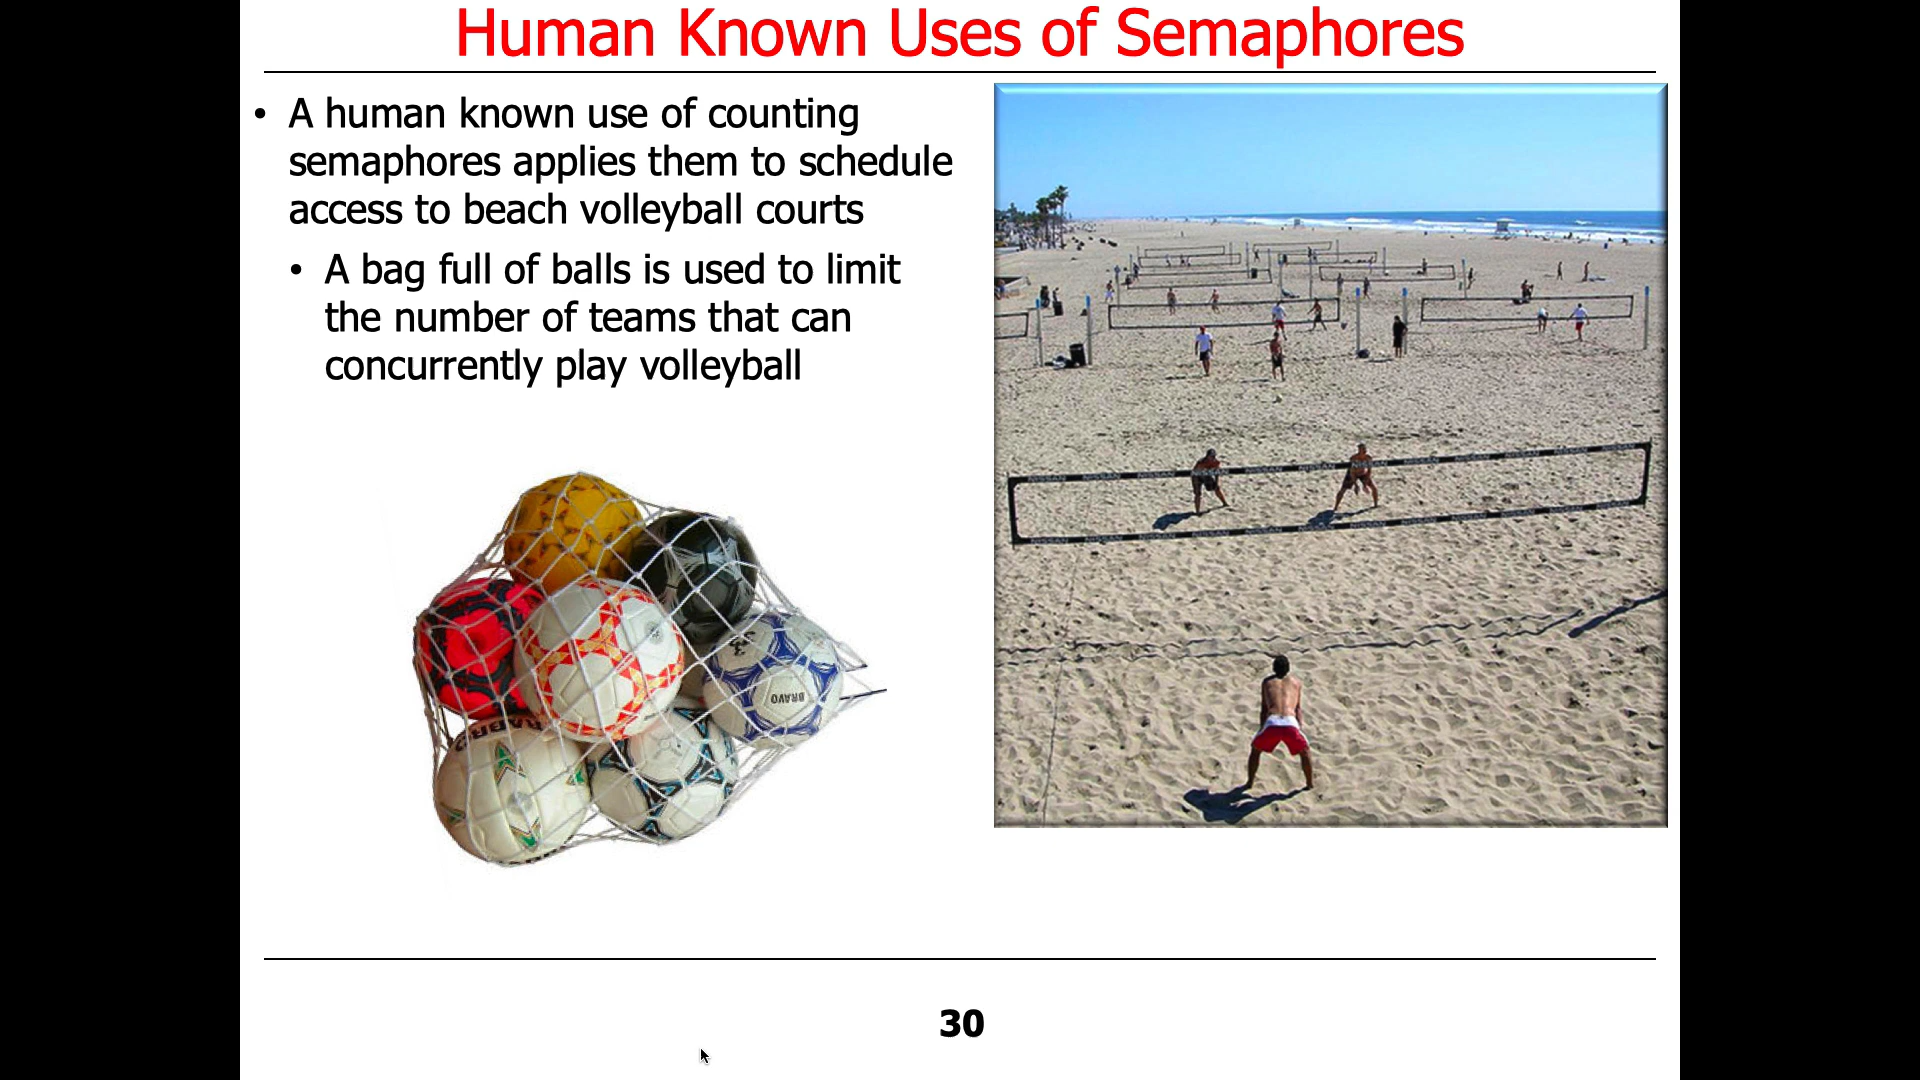 Human Known Uses of Semaphores
• A human known use of counting
semaphores applies them to schedule
access to beach volleyball courts
• A bag full of balls is used to limit
the number of teams that can
concurrently play volleyball
BRAVO
30